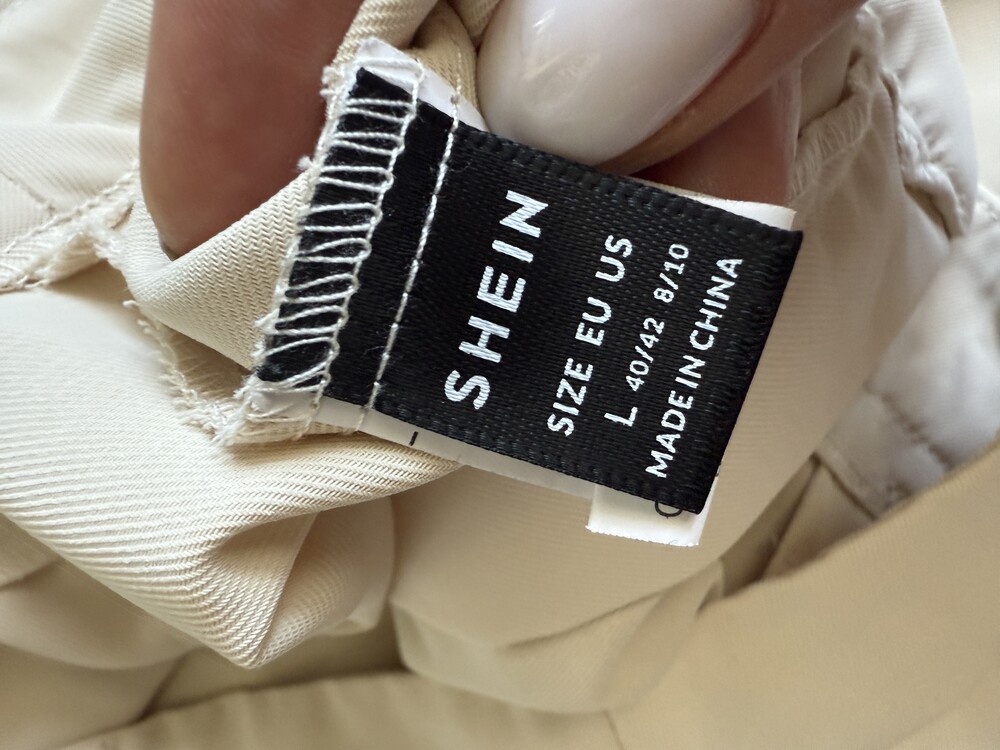 SHEIN
SIZE EU US
L 40/42 8/10
MADE IN CHINA